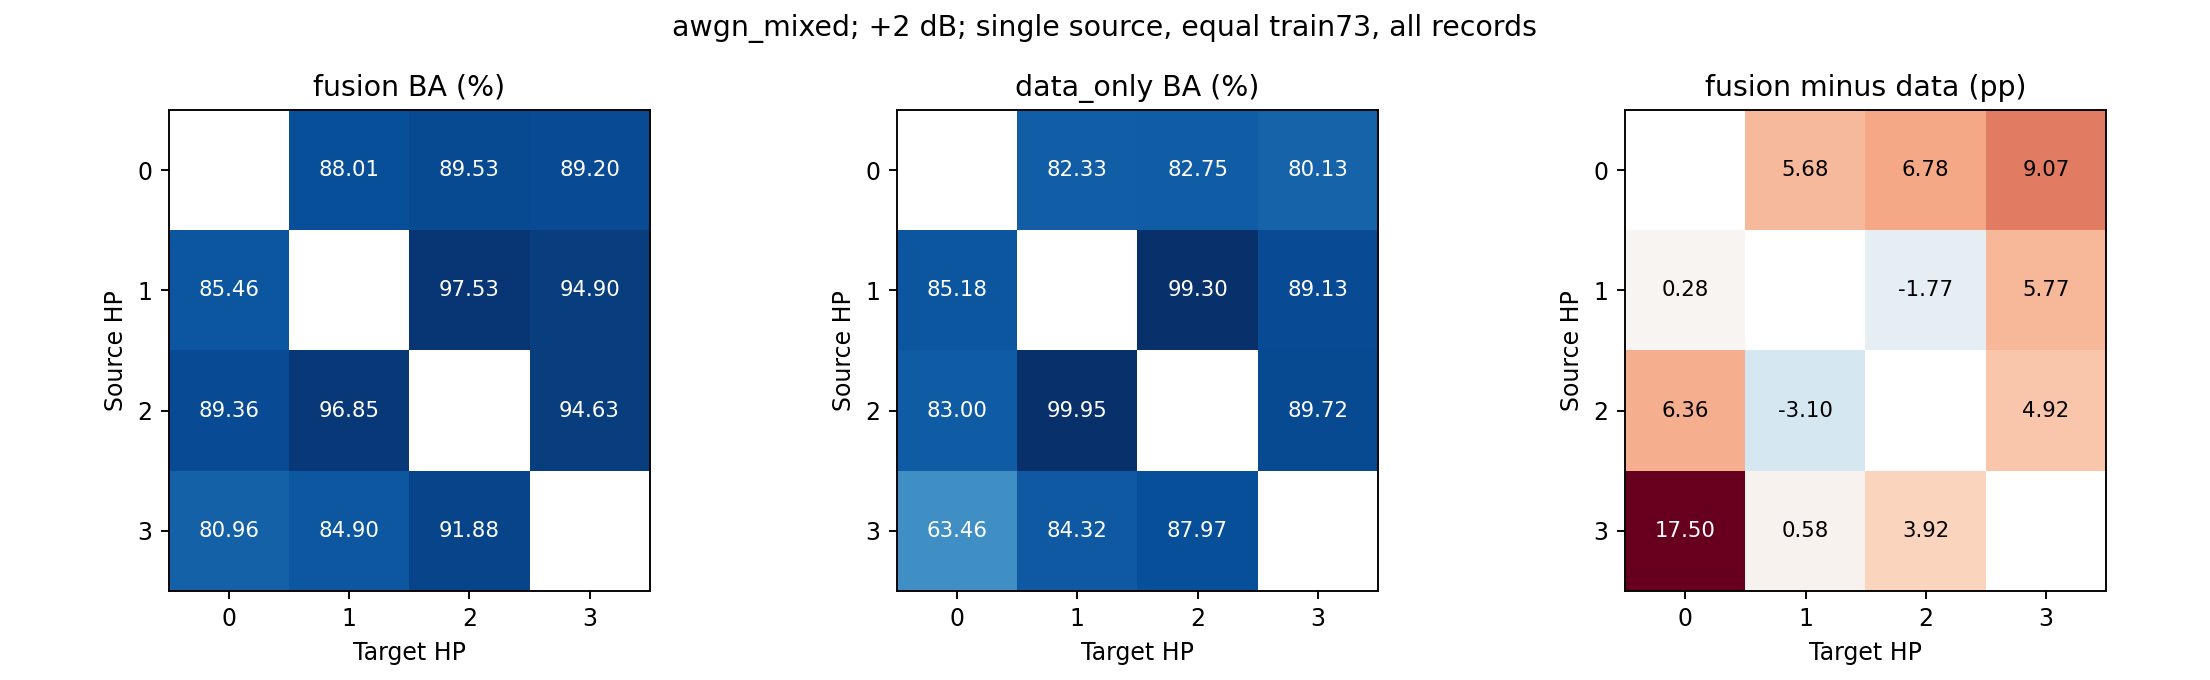 awgn_mixed; +2 dB; single source, equal train73, all records
fusion BA (%)
Source HP
0
88.01 89.53 89.20
1
85.46 97.53 94.90
2
89.36 96.85 94.63
3
80.96 84.90 91.88
0 1 2 3
Target HP
data_only BA (%)
Source HP
0
82.33 82.75 80.13
1
85.18 99.30 89.13
2
83.00 99.95 89.72
3
63.46 84.32 87.97
0 1 2 3
Target HP
fusion minus data (pp)
Source HP
0
5.68 6.78 9.07
1
0.28 -1.77 5.77
2
6.36 -3.10 4.92
3
17.50 0.58 3.92
0 1 2 3
Target HP